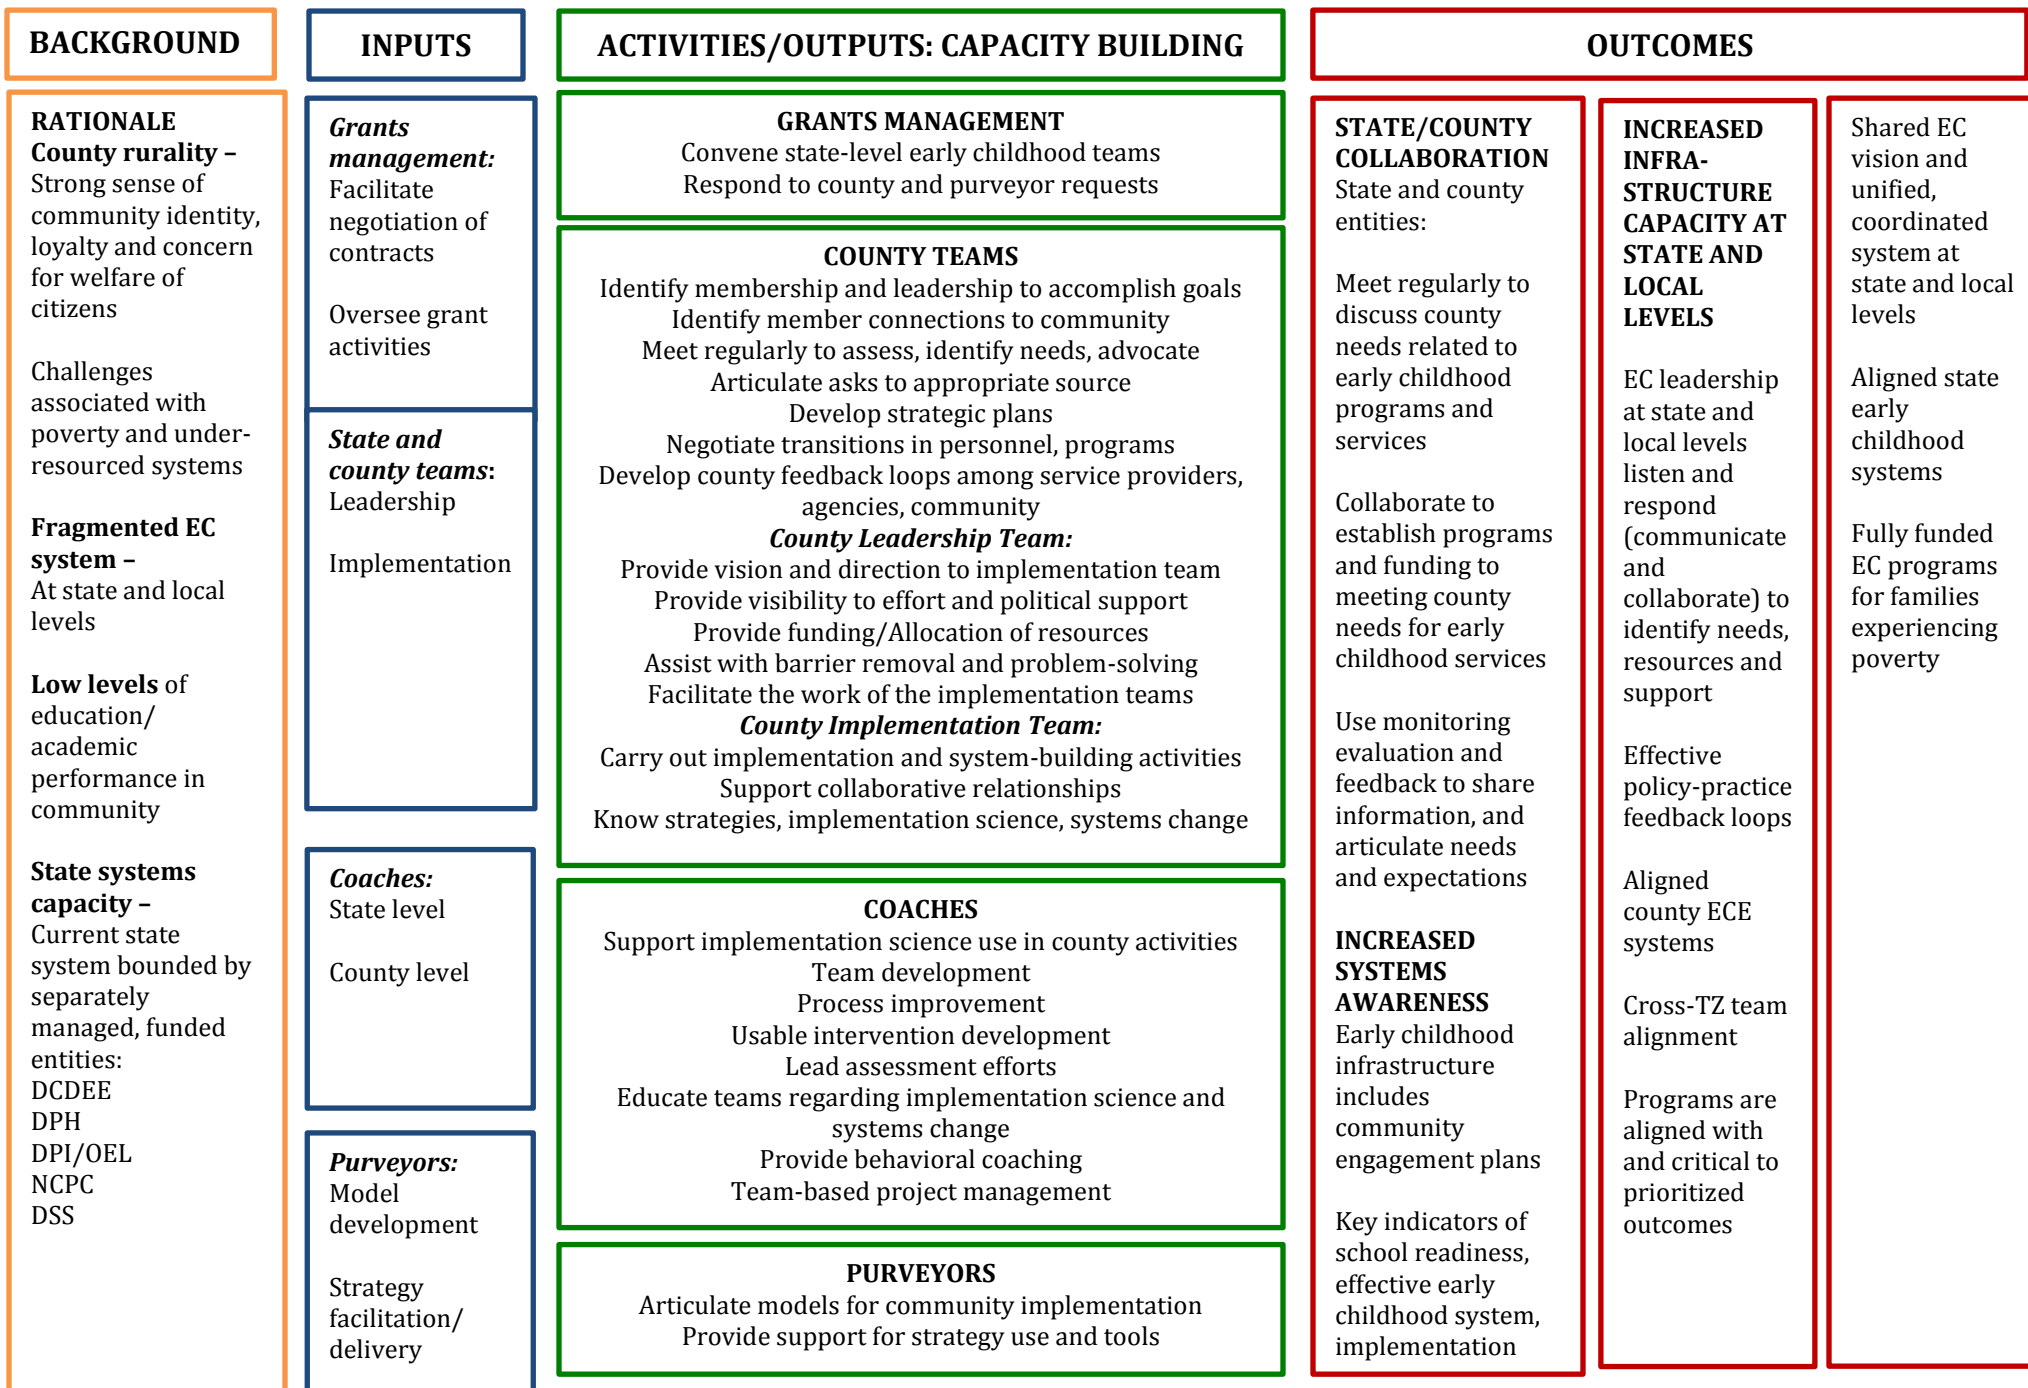 BACKGROUND
RATIONALE
County rurality –
Strong sense of
community identity,
loyalty and concern
for welfare of
citizens
Challenges
associated with
poverty and under-
resourced systems
Fragmented EC
system –
At state and local
levels
Low levels of
education/
academic
performance in
community
State systems
capacity –
Current state
system bounded by
separately
managed, funded
entities:
DCDEE
DPH
DPI/OEL
NCPC
DSS
INPUTS
Grants
management:
Facilitate
negotiation of
contracts
Oversee grant
activities
State and
county teams:
Leadership
Implementation
Coaches:
State level
County level
Purveyors:
Model
development
Strategy
facilitation/
delivery
ACTIVITIES/OUTPUTS: CAPACITY BUILDING
GRANTS MANAGEMENT
Convene state-level early childhood teams
Respond to county and purveyor requests
COUNTY TEAMS
Identify membership and leadership to accomplish goals
Identify member connections to community
Meet regularly to assess, identify needs, advocate
Articulate asks to appropriate source
Develop strategic plans
Negotiate transitions in personnel, programs
Develop county feedback loops among service providers,
agencies, community
County Leadership Team:
Provide vision and direction to implementation team
Provide visibility to effort and political support
Provide funding/Allocation of resources
Assist with barrier removal and problem-solving
Facilitate the work of the implementation teams
County Implementation Team:
Carry out implementation and system-building activities
Support collaborative relationships
Know strategies, implementation science, systems change
COACHES
Support implementation science use in county activities
Team development
Process improvement
Usable intervention development
Lead assessment efforts
Educate teams regarding implementation science and
systems change
Provide behavioral coaching
Team-based project management
PURVEYORS
Articulate models for community implementation
Provide support for strategy use and tools
OUTCOMES
STATE/COUNTY
COLLABORATION
State and county
entities:
Meet regularly to
discuss county
needs related to
early childhood
programs and
services
Collaborate to
establish programs
and funding to
meeting county
needs for early
childhood services
Use monitoring
evaluation and
feedback to share
information, and
articulate needs
and expectations
INCREASED
SYSTEMS
AWARENESS
Early childhood
infrastructure
includes
community
engagement plans
Key indicators of
school readiness,
effective early
childhood system,
implementation
INCREASED
INFRA-
STRUCTURE
CAPACITY AT
STATE AND
LOCAL
LEVELS
EC leadership
at state and
local levels
listen and
respond
(communicate
and
collaborate) to
identify needs,
resources and
support
Effective
policy-practice
feedback loops
Aligned
county ECE
systems
Cross-TZ team
alignment
Programs are
aligned with
and critical to
prioritized
outcomes
Shared EC
vision and
unified,
coordinated
system at
state and local
levels
Aligned state
early
childhood
systems
Fully funded
EC programs
for families
experiencing
poverty